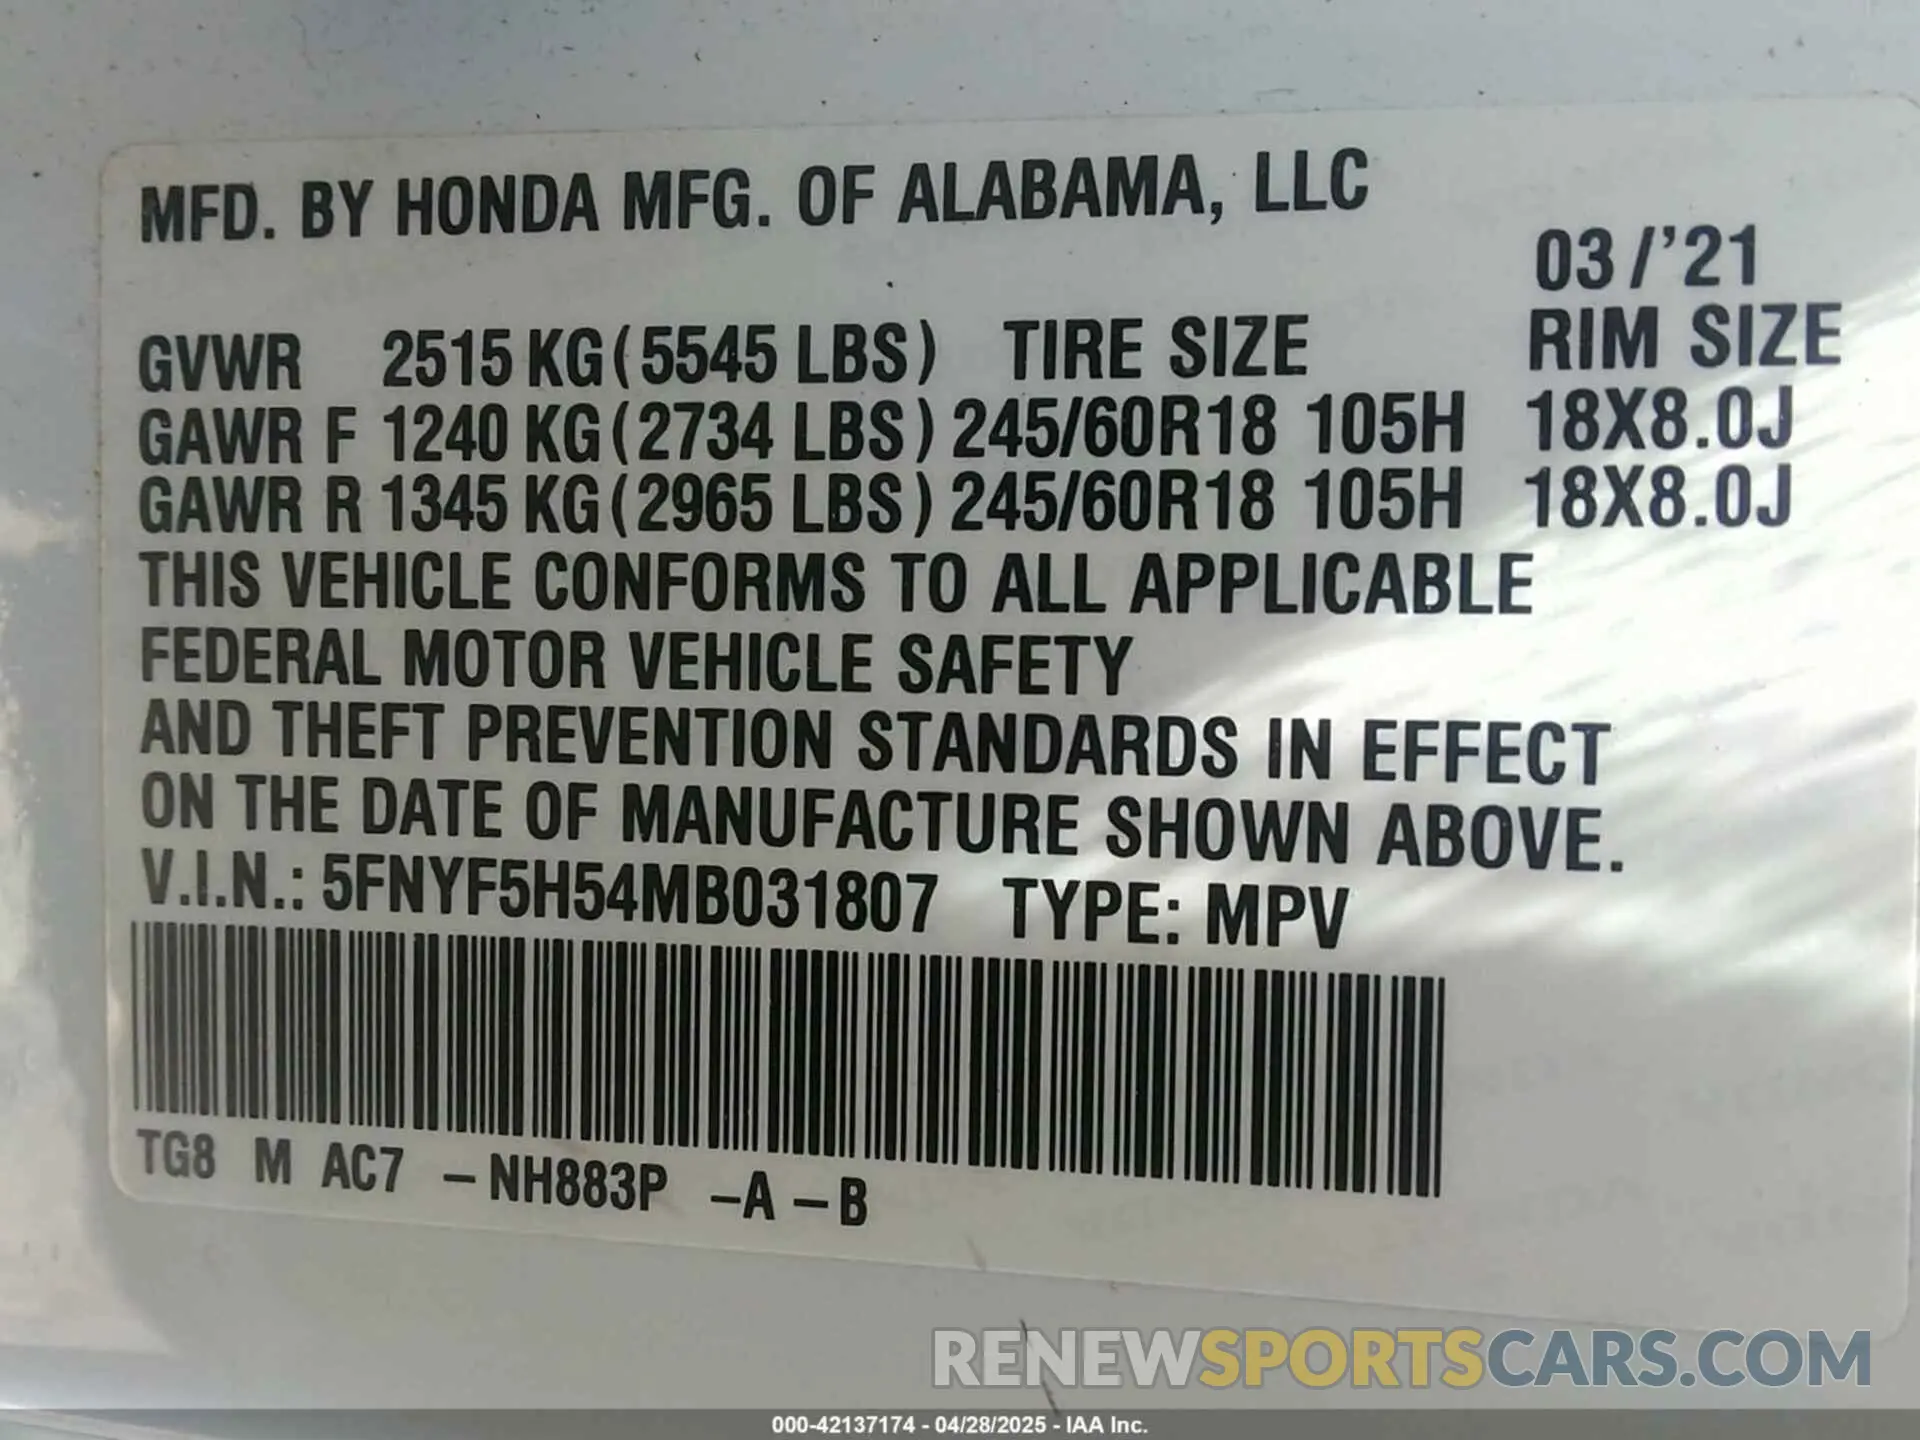 MFD. BY HONDA MFG. OF ALABAMA, LLC
03/'21
GVWR 2515 KG (5545 LBS) TIRE SIZE RIM SIZE
GAWR F 1240 KG (2734 LBS) 245/60R18 105H 18X8.0J
GAWR R 1345 KG (2965 LBS) 245/60R18 105H 18X8.0J
THIS VEHICLE CONFORMS TO ALL APPLICABLE
FEDERAL MOTOR VEHICLE SAFETY
AND THEFT PREVENTION STANDARDS IN EFFECT
ON THE DATE OF MANUFACTURE SHOWN ABOVE.
V.I.N.: 5FNYF5H54MB031807 TYPE: MPV
TG8 M AC7 –NH883P –A –B
RENEWSPORTSCARS.COM
000-42137174 - 04/28/2025 - IAA Inc.